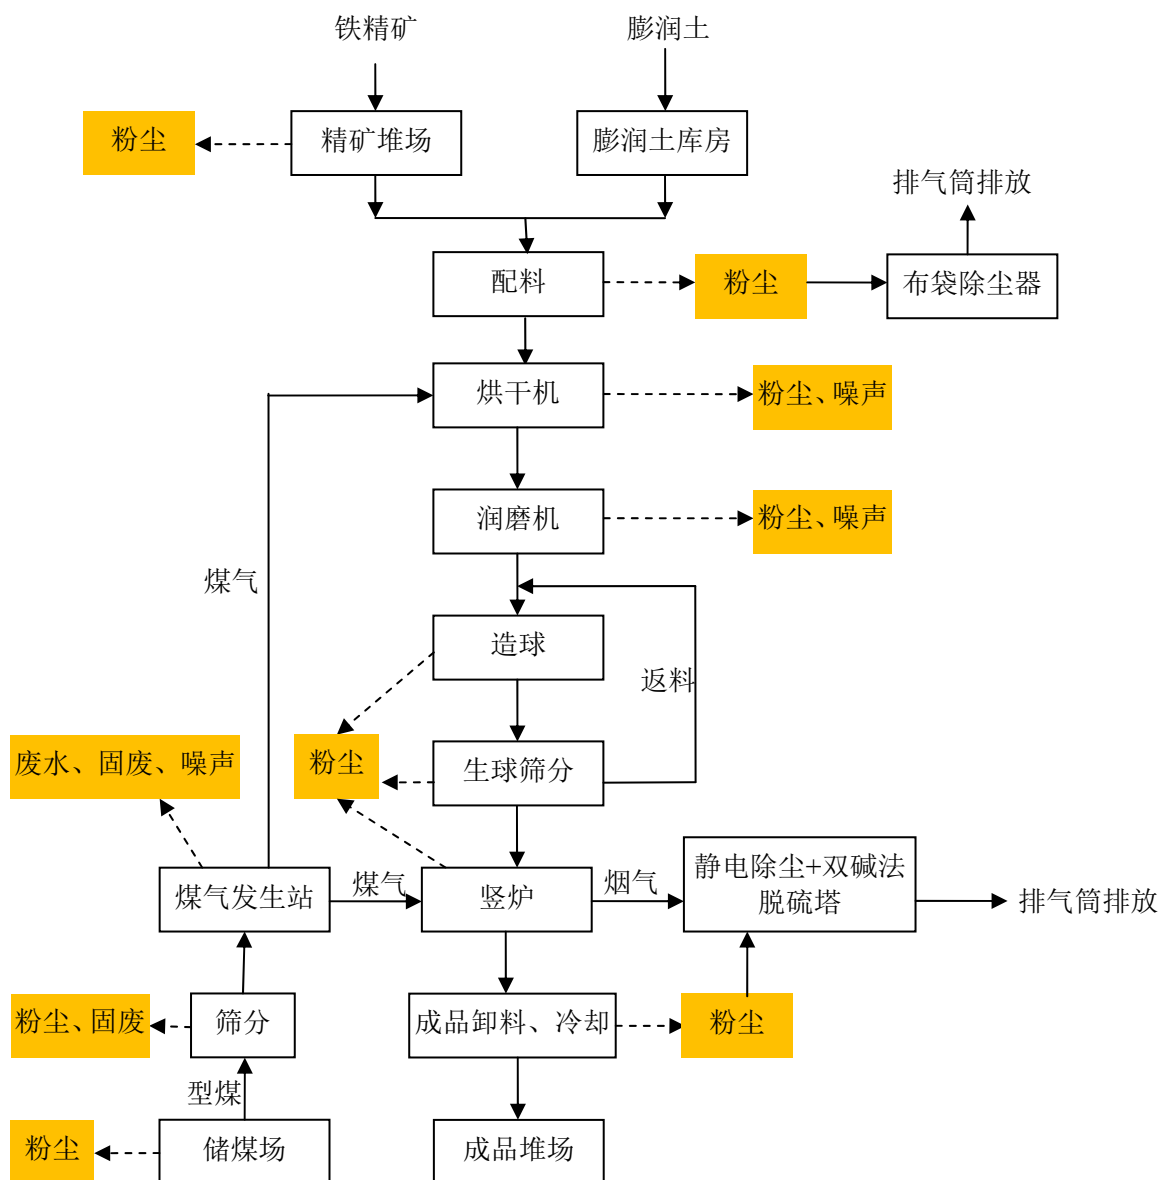 铁精矿
膨润土
粉尘
精矿堆场
膨润土库房
排气筒排放
配料
粉尘
布袋除尘器
烘干机
粉尘、噪声
润磨机
粉尘、噪声
煤气
造球
返料
废水、固废、噪声
粉尘
生球筛分
煤气发生站
煤气
竖炉
烟气
静电除尘+双碱法
脱硫塔
排气筒排放
粉尘、固废
筛分
成品卸料、冷却
粉尘
型煤
粉尘
储煤场
成品堆场